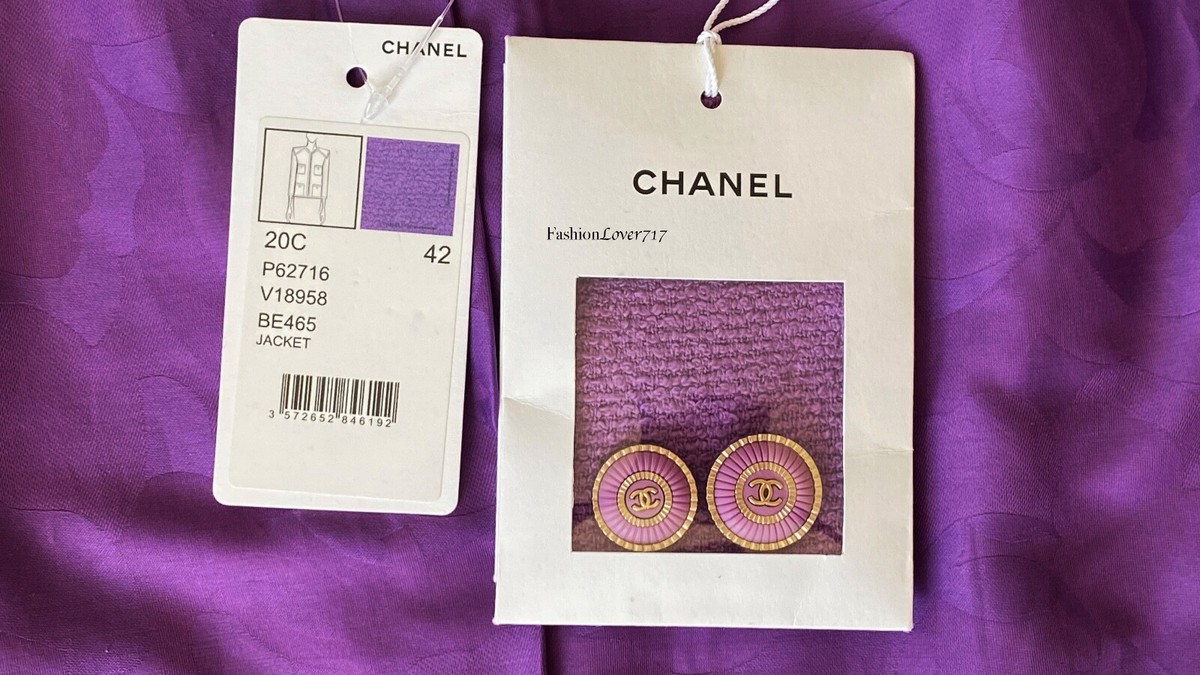 CHANEL
20C
42
P62716
V18958
BE465
JACKET
3 572652 846192
CHANEL
FashionLover717